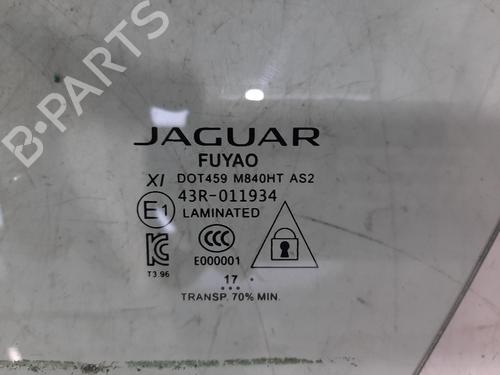 B-PARTS
JAGUAR
FUYAO
XI DOT459 M840HT AS2
43R-011934
E1 LAMINATED
KC
T3.96
CCC
E000001
17
TRANSP. 70% MIN.